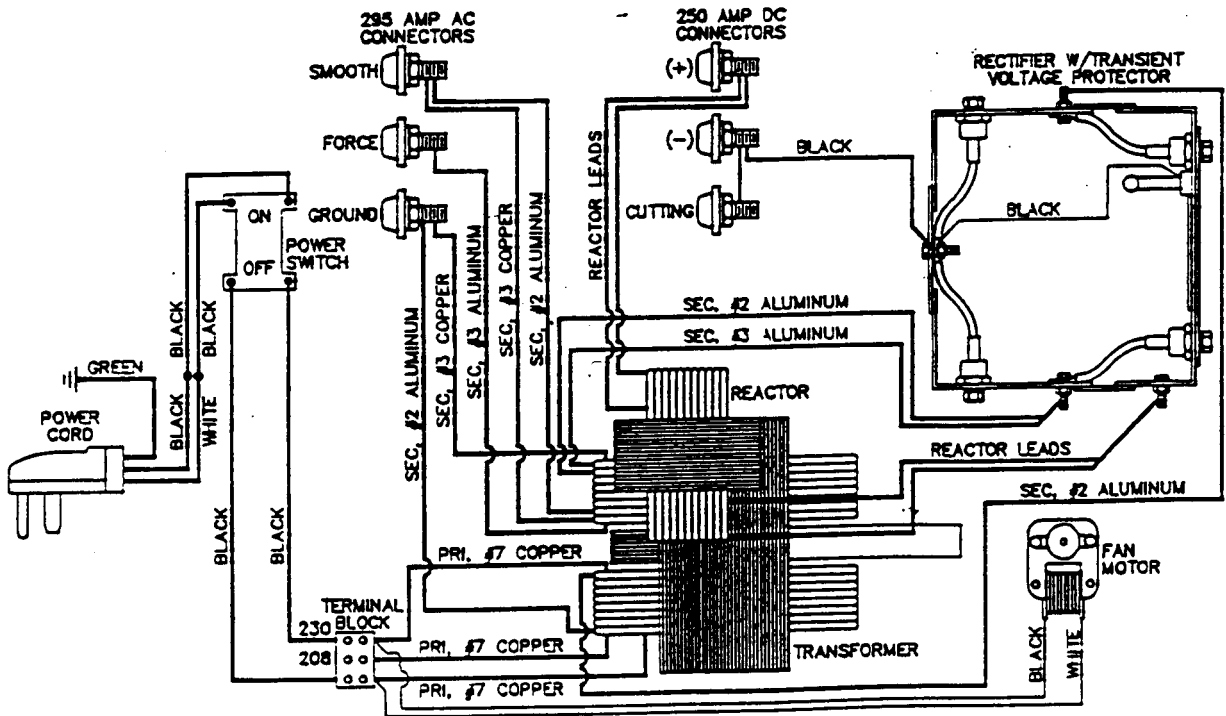 295 AMP AC
CONNECTORS
250 AMP DC
CONNECTORS
SMOOTH
FORCE
GROUND
(+)
(-)
CUTTING
RECTIFIER W/TRANSIENT
VOLTAGE PROTECTOR
BLACK
BLACK
ON
OFF
POWER
SWITCH
REACTOR LEADS
SEC, #2 ALUMINUM
SEC, #3 COPPER
SEC, #3 ALUMINUM
SEC, #3 COPPER
SEC, #2 ALUMINUM
SEC, #2 ALUMINUM
SEC, #3 ALUMINUM
BLACK
BLACK
BLACK
WHITE
GREEN
POWER
CORD
REACTOR
REACTOR LEADS
SEC, #2 ALUMINUM
BLACK
BLACK
PRI, #7 COPPER
TERMINAL
BLOCK
230
208
PRI, #7 COPPER
PRI, #7 COPPER
TRANSFORMER
FAN
MOTOR
BLACK
WHITE